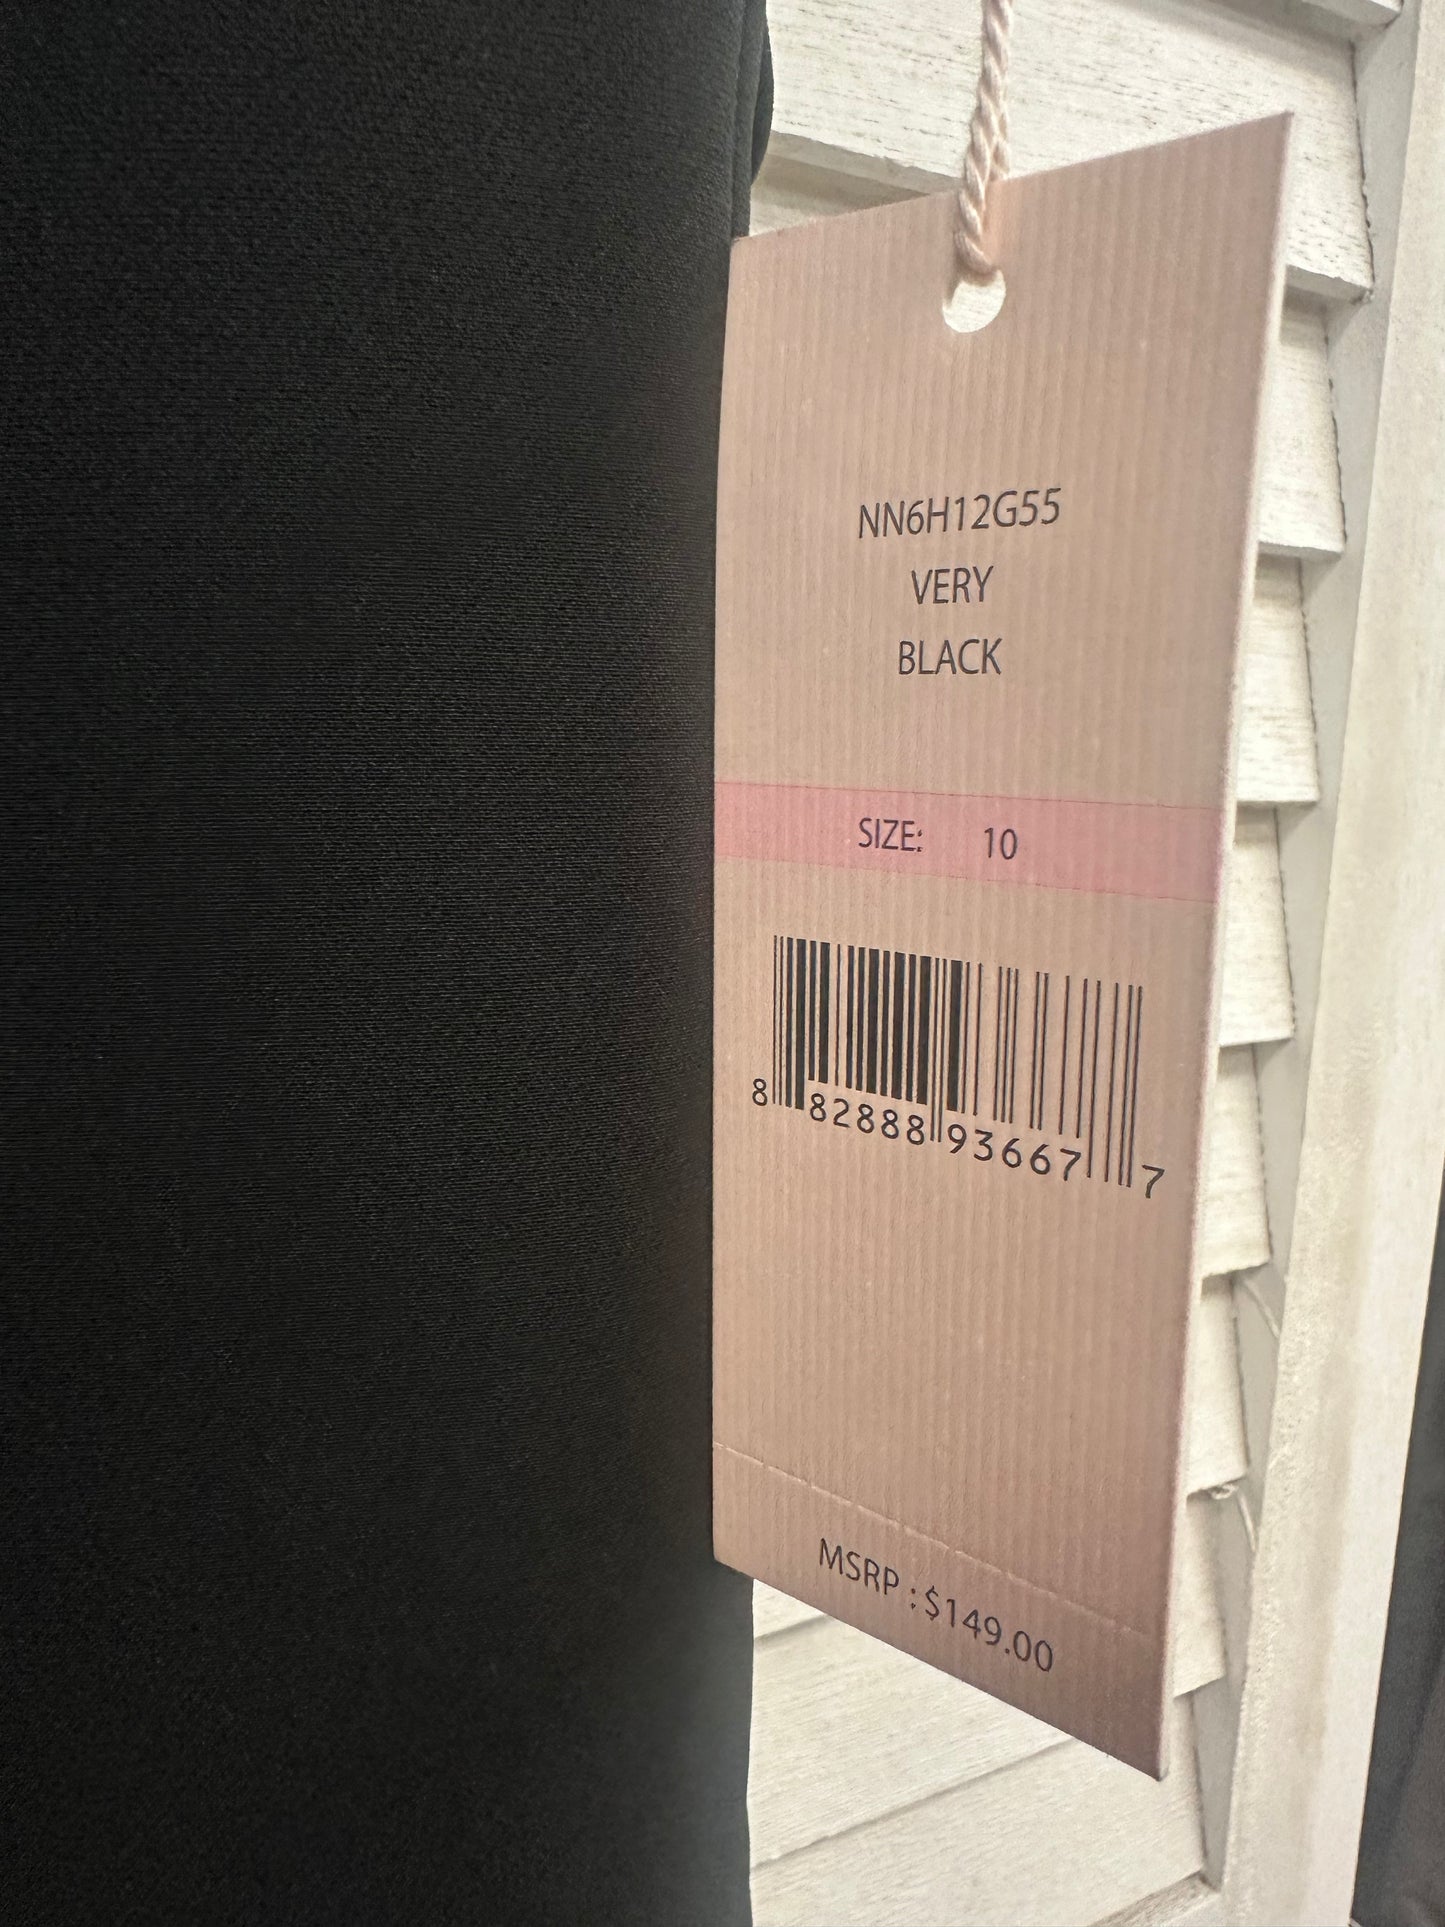 NN6H12G55
VERY
BLACK
SIZE: 10
8 82888 93667 7
MSRP : $149.00